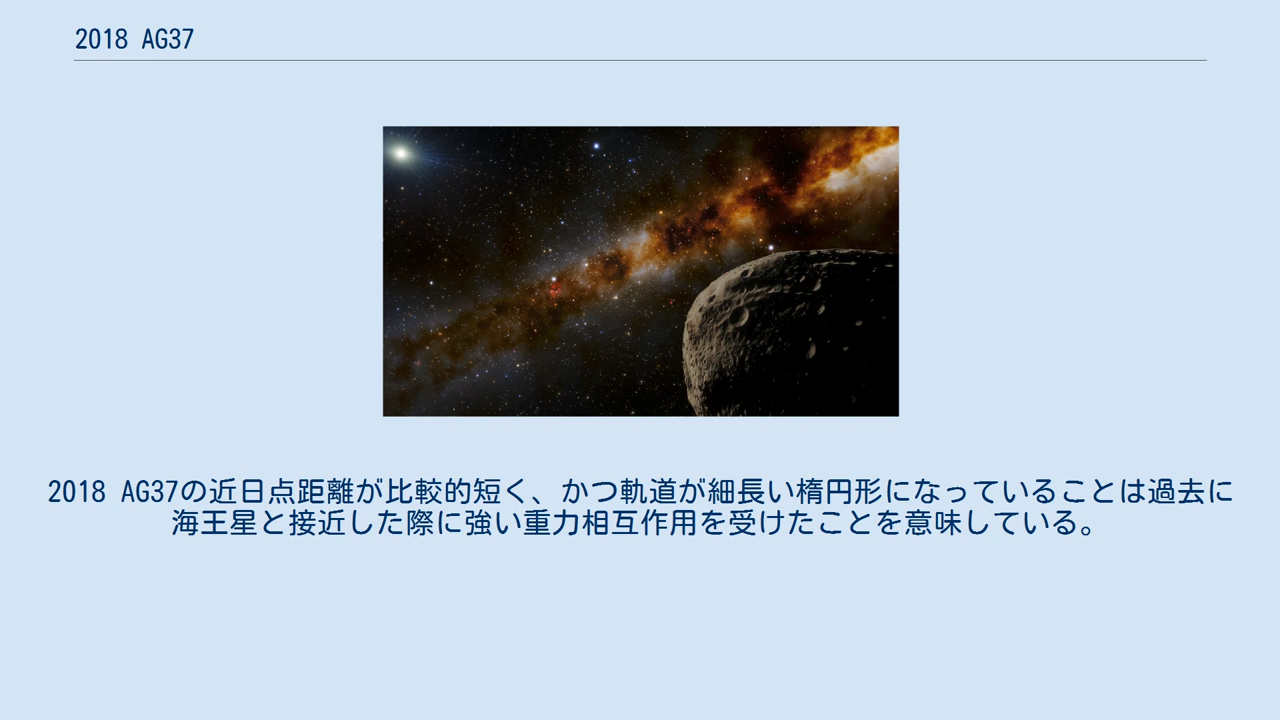 2018 AG37
2018 AG37の近日点距離が比較的短く、かつ軌道が細長い楕円形になっていることは過去に
海王星と接近した際に強い重力相互作用を受けたことを意味している。